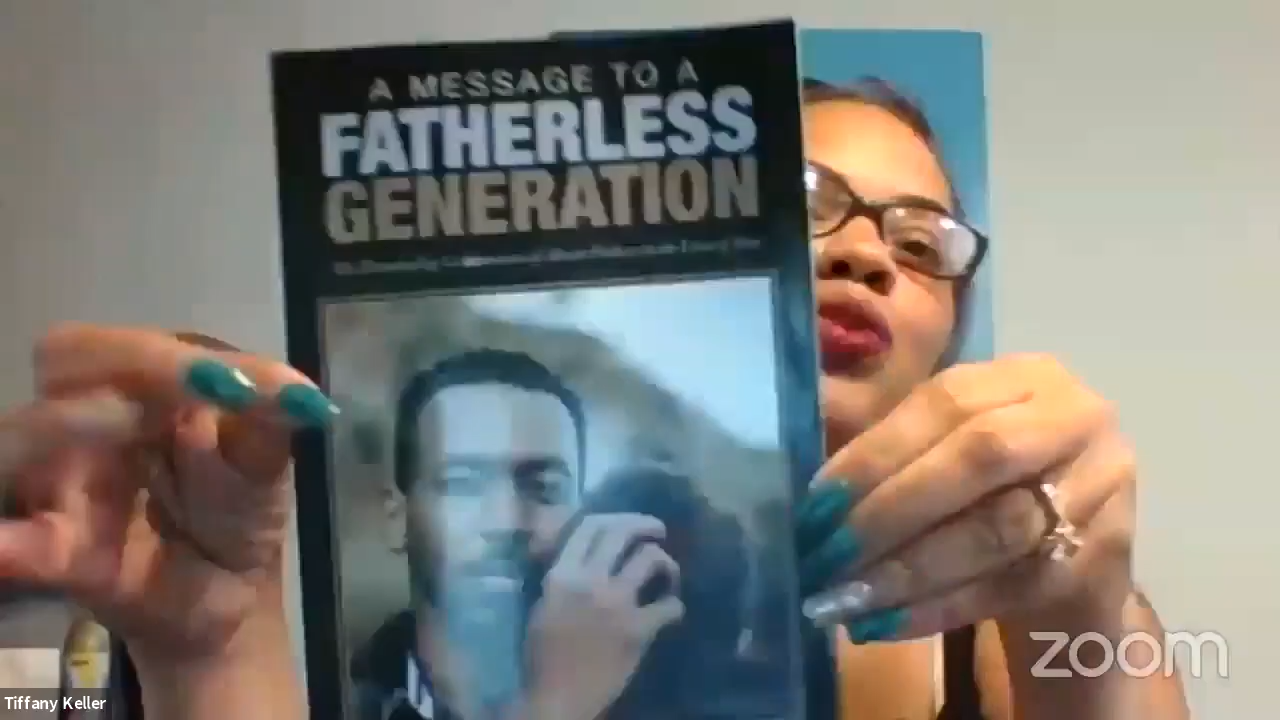 A MESSAGE TO A
FATHERLESS
GENERATION
zoom
Tiffany Keller